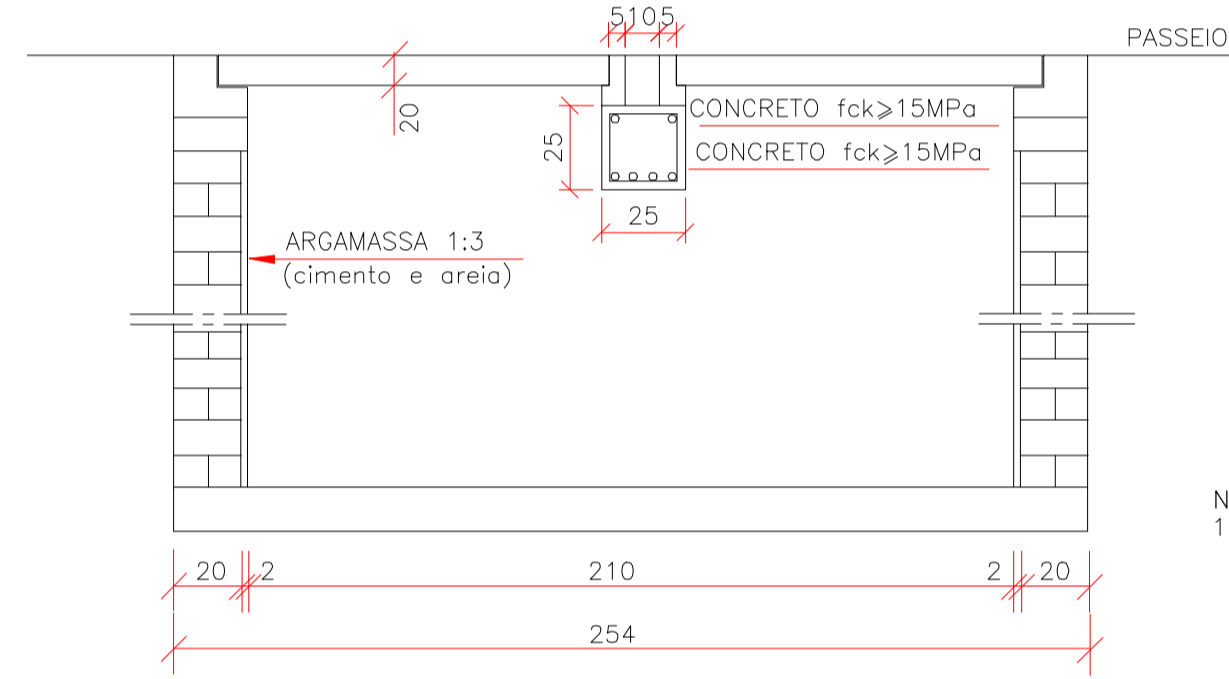 5105
PASSEIO
20
25
CONCRETO fck⩾15MPa
CONCRETO fck⩾15MPa
25
ARGAMASSA 1:3
(cimento e areia)
N
1
20 2 210 2 20
254